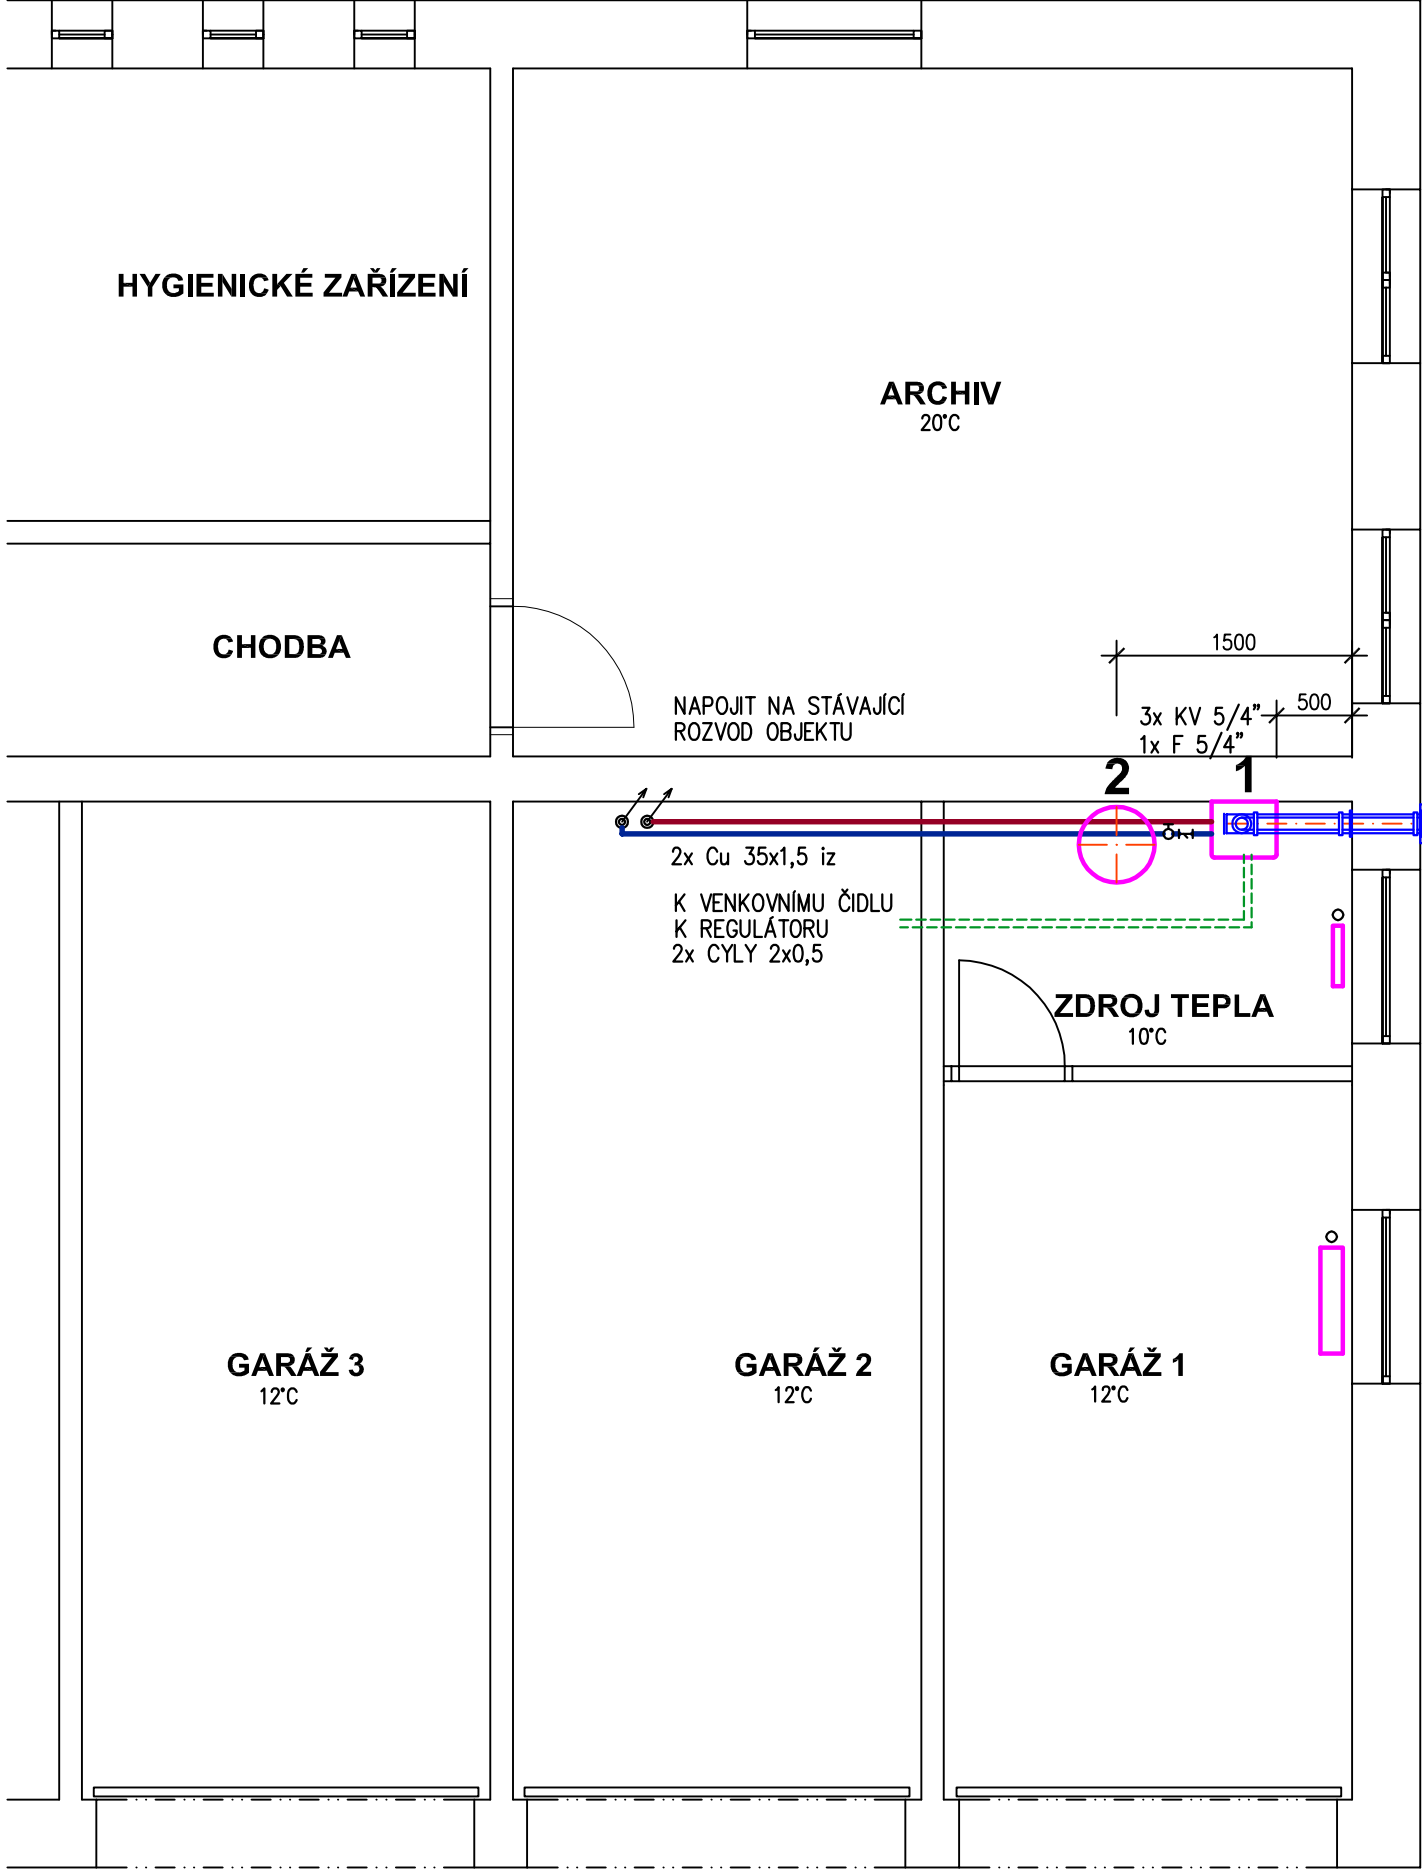 HYGIENICKÉ ZAŘÍZENÍ
ARCHIV
20°C
CHODBA
1500
NAPOJIT NA STÁVAJÍCÍ
ROZVOD OBJEKTU
500
3x KV 5/4”
1x F 5/4”
2
1
2x Cu 35x1,5 iz
K VENKOVNÍMU ČIDLU
K REGULÁTORU
2x CYLY 2x0,5
ZDROJ TEPLA
10°C
GARÁŽ 3
12°C
GARÁŽ 2
12°C
GARÁŽ 1
12°C